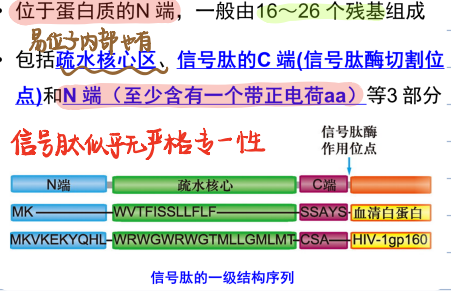 • 位于蛋白质的N 端，一般由16～26 个残基组成
易位子内部也有
• 包括疏水核心区、信号肽的C 端(信号肽酶切割位
点)和N 端（至少含有一个带正电荷aa）等3 部分
信号肽似乎无严格专一性
信号肽酶
作用位点
N端 疏水核心 C端
MK WVTFISSLLFLF SSAYS 血清白蛋白
MKVKEKYQHL WRWGWRWGTMLLGMLMT CSA HIV-1gp160
信号肽的一级结构序列